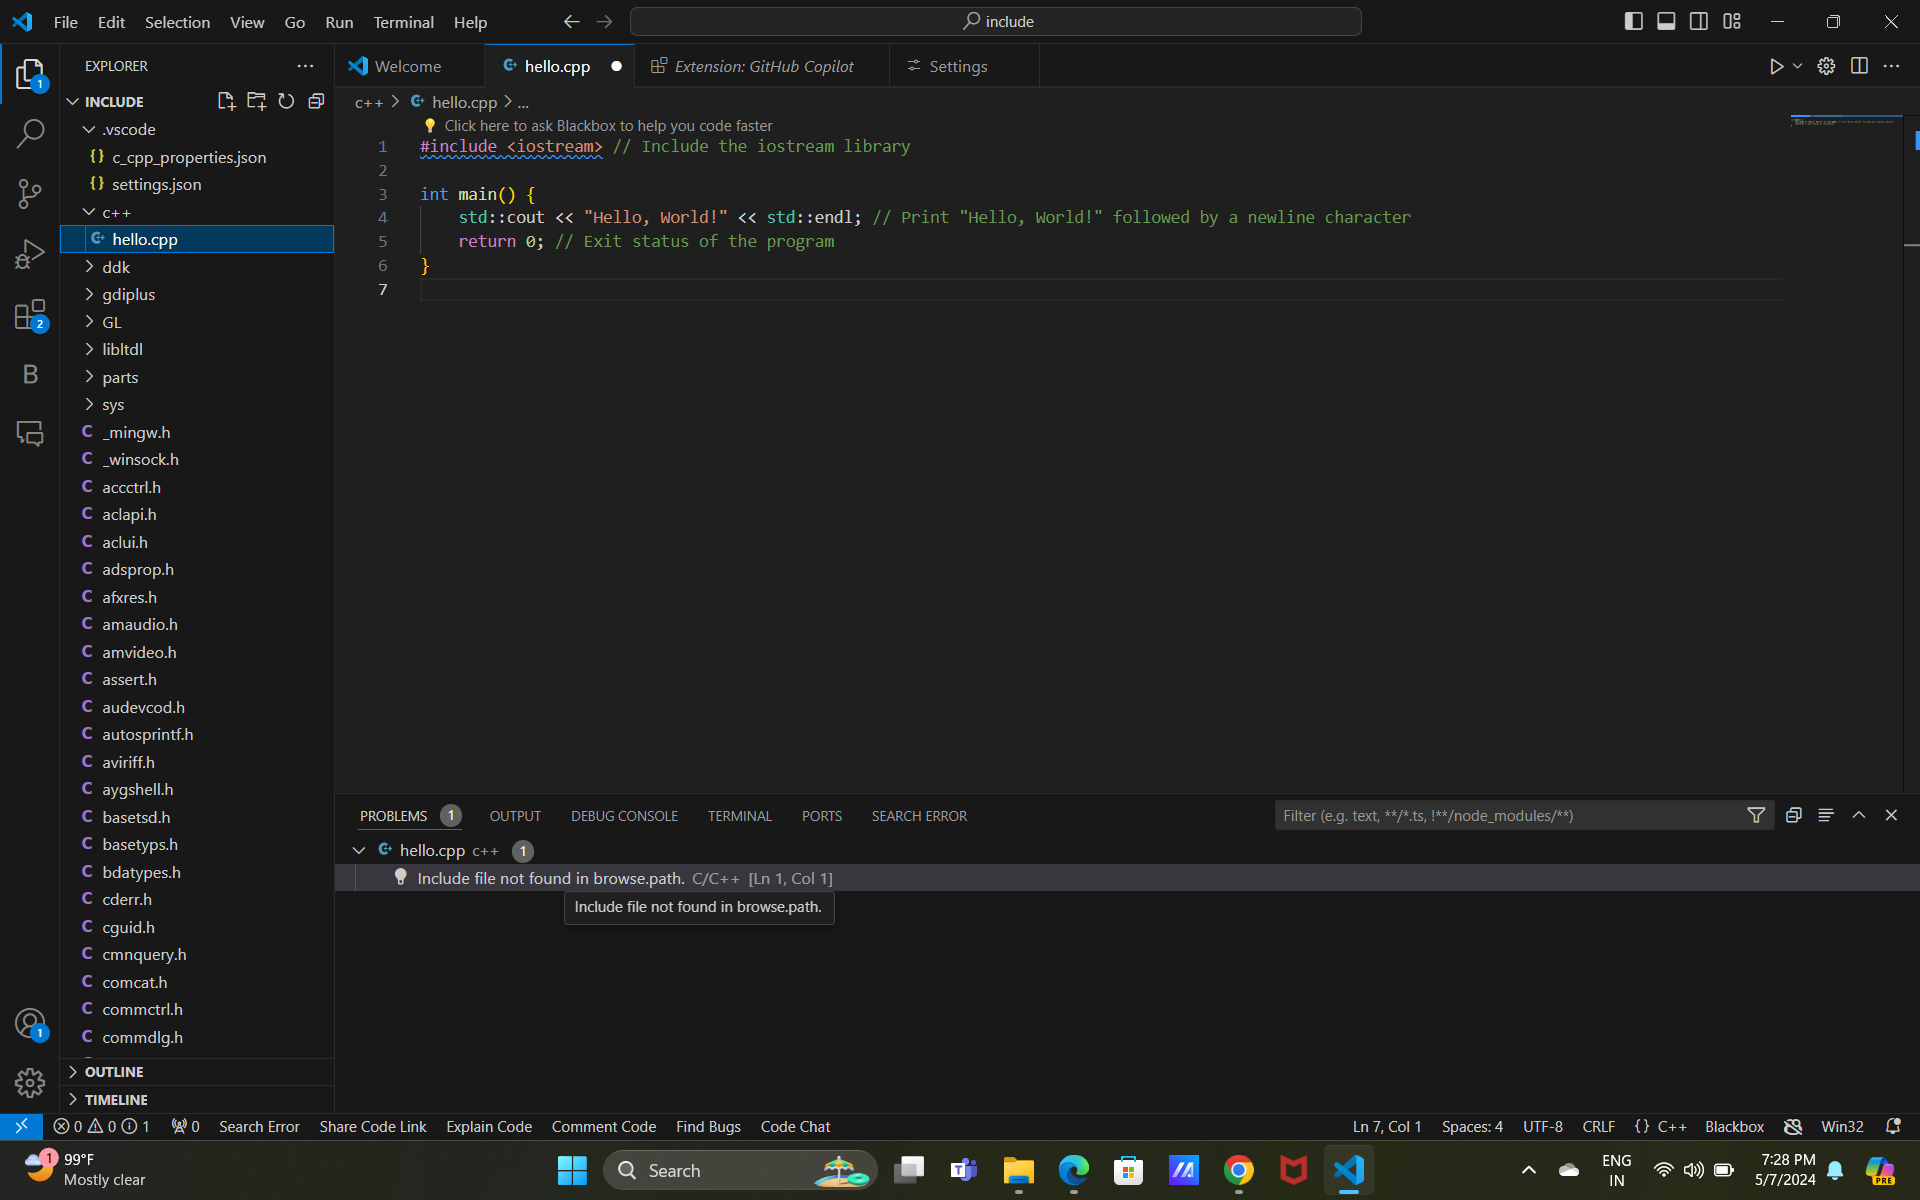 File Edit Selection View Go Run Terminal Help
include
EXPLORER
Welcome
hello.cpp
Extension: GitHub Copilot
Settings
INCLUDE
.vscode
{} c_cpp_properties.json
{} settings.json
c++
hello.cpp
ddk
gdiplus
GL
libltdl
parts
sys
C _mingw.h
C _winsock.h
C accctrl.h
C aclapi.h
C aclui.h
C adsprop.h
C afxres.h
C amaudio.h
C amvideo.h
C assert.h
C audevcod.h
C autosprintf.h
C aviriff.h
C aygshell.h
C basetsd.h
C basetyps.h
C bdatypes.h
C cderr.h
C cguid.h
C cmnquery.h
C comcat.h
C commctrl.h
C commdlg.h
OUTLINE
TIMELINE
1
2
B
1
c++ > hello.cpp > ...
Click here to ask Blackbox to help you code faster
1 #include <iostream> // Include the iostream library
2
3 int main() {
4 std::cout << "Hello, World!" << std::endl; // Print "Hello, World!" followed by a newline character
5 return 0; // Exit status of the program
6 }
7
PROBLEMS 1 OUTPUT DEBUG CONSOLE TERMINAL PORTS SEARCH ERROR
Filter (e.g. text, **/*.ts, !**/node_modules/**)
hello.cpp c++ 1
Include file not found in browse.path. C/C++ [Ln 1, Col 1]
Include file not found in browse.path.
0 0 1 0 Search Error Share Code Link Explain Code Comment Code Find Bugs Code Chat
Ln 7, Col 1 Spaces: 4 UTF-8 CRLF {} C++ Blackbox Win32
1
99°F
Mostly clear
Search
PRE
ENG
IN
7:28 PM
5/7/2024